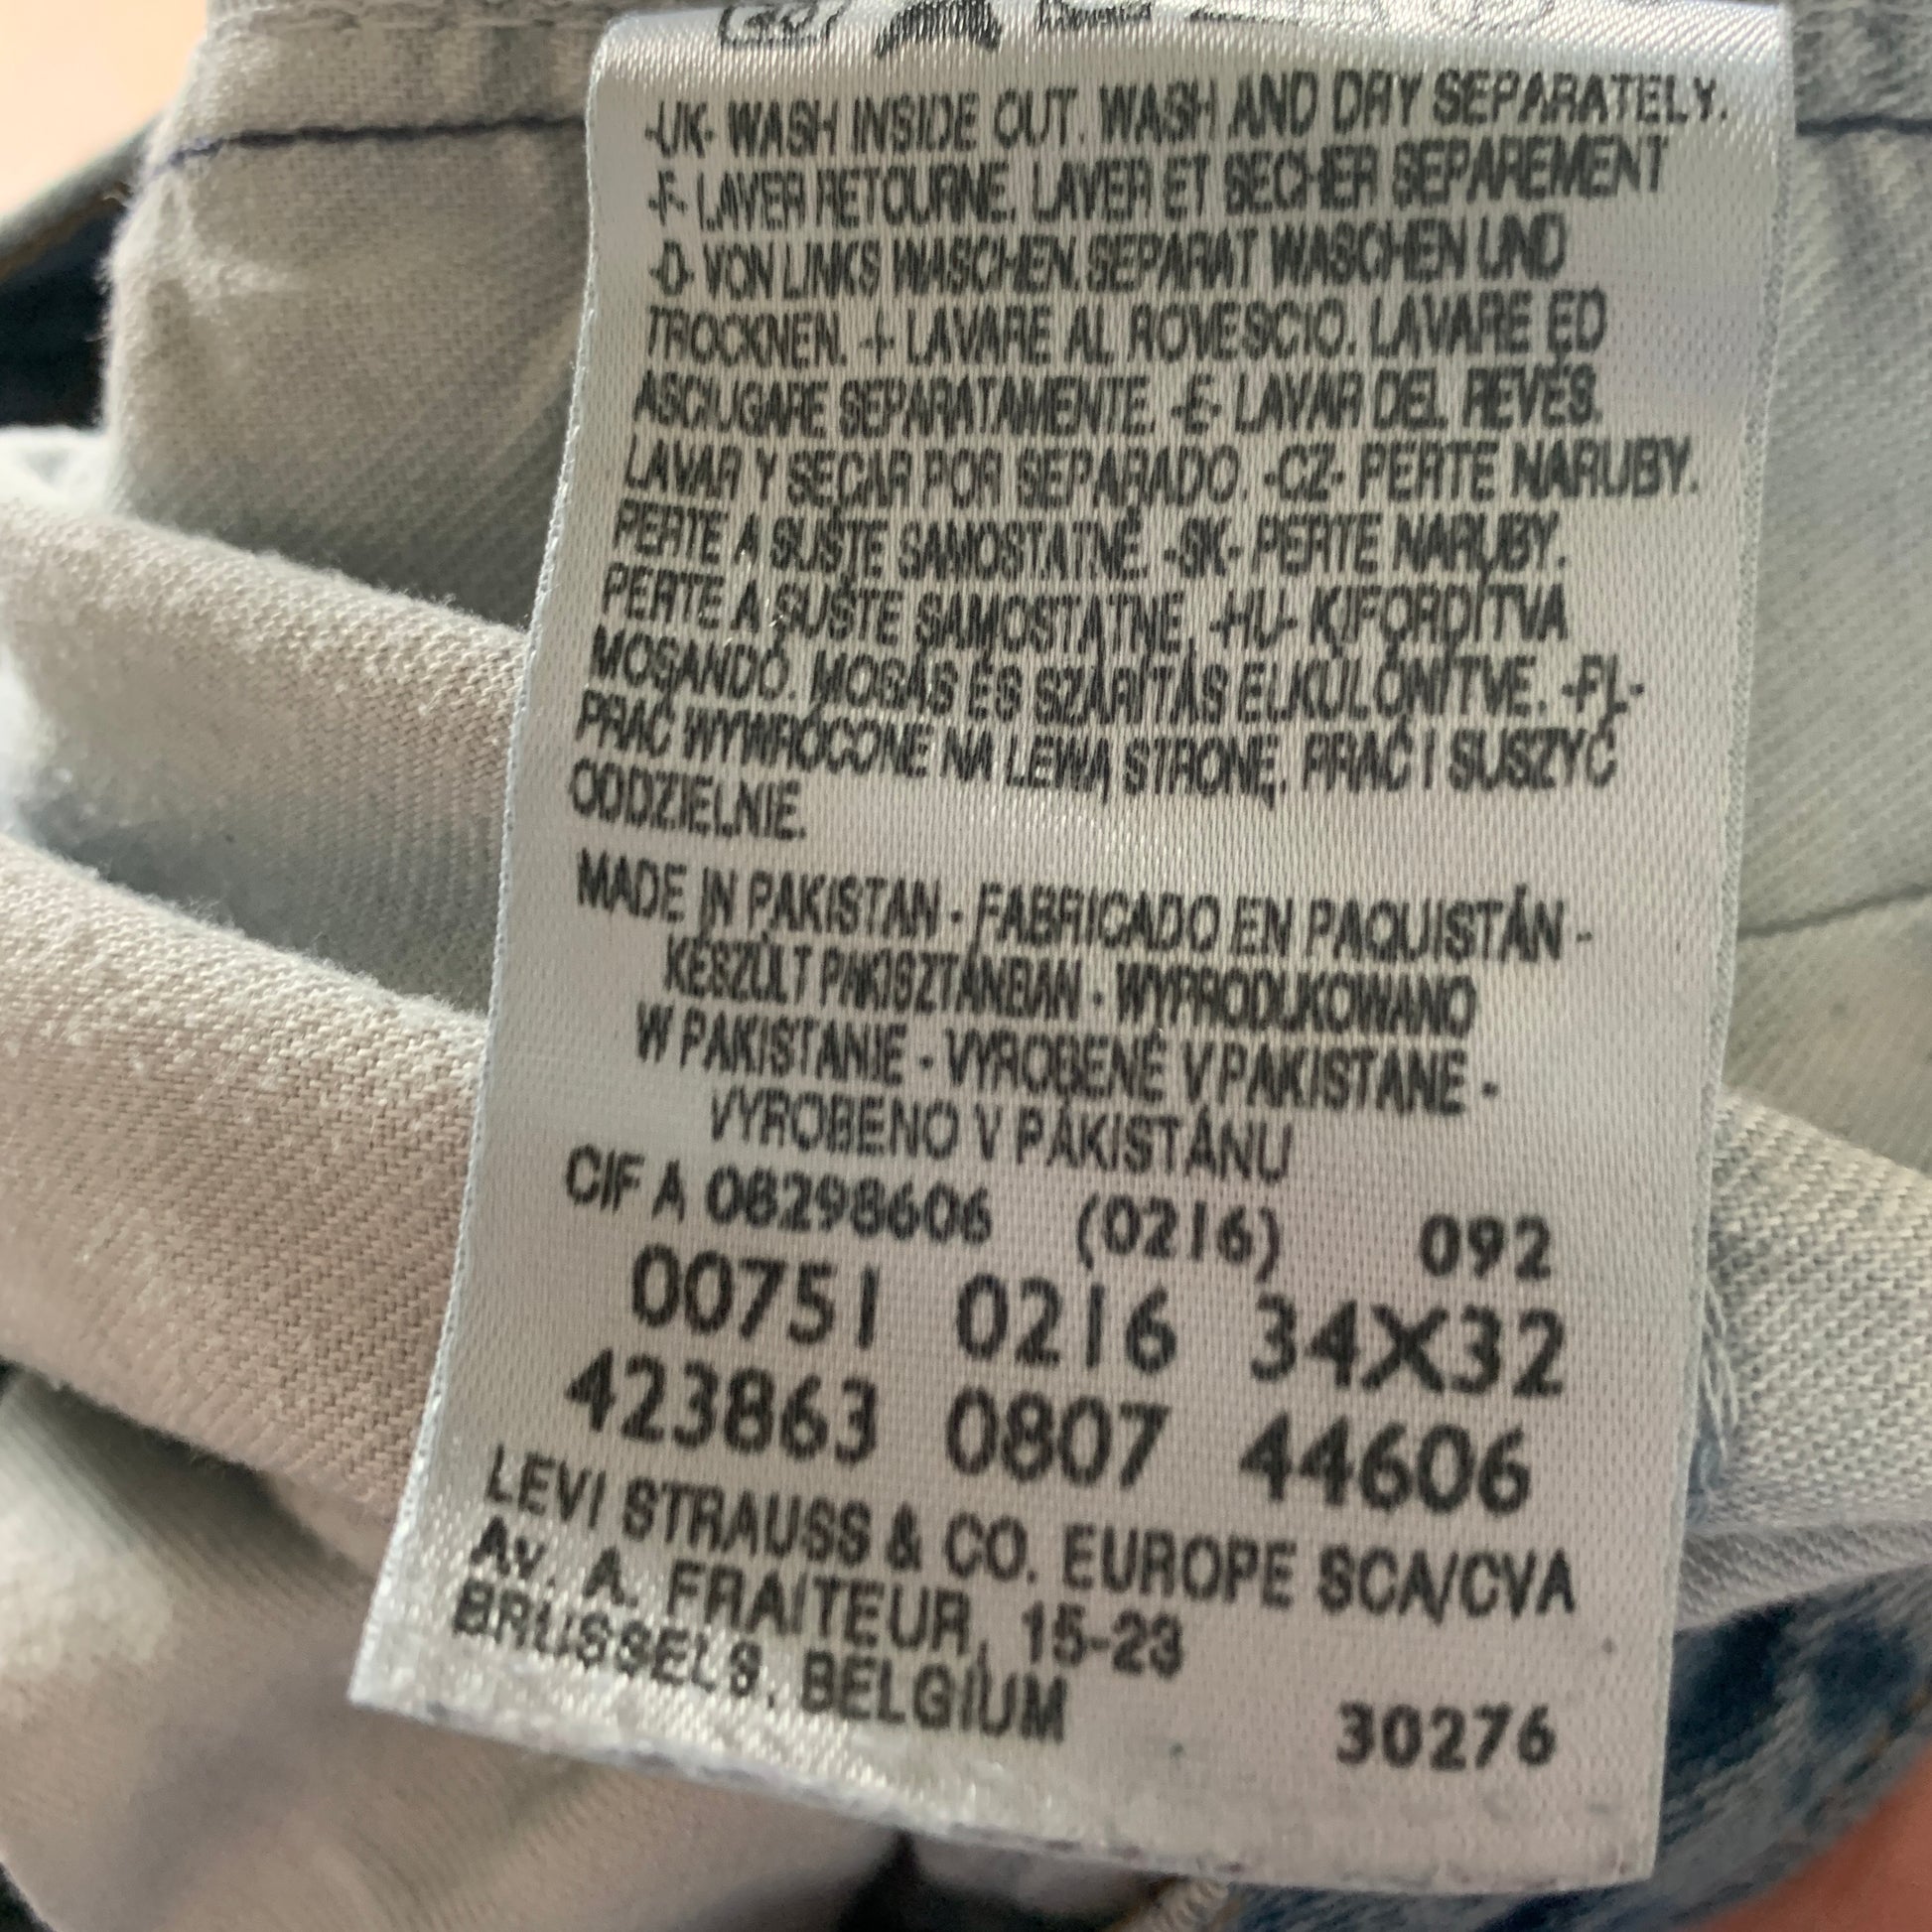 -UK- WASH INSIDE OUT. WASH AND DRY SEPARATELY.
-F- LAVER RETOURNE. LAVER ET SECHER SEPAREMENT
-D- VON LINKS WASCHEN. SEPARAT WASCHEN UND
TROCKNEN. -I- LAVARE AL ROVESCIO. LAVARE ED
ASCIUGARE SEPARATAMENTE. -E- LAVAR DEL REVÉS.
LAVAR Y SECAR POR SEPARADO. -CZ- PERTE NARUBY.
PERTE A SUŠTE SAMOSTATNĚ. -SK- PERTE NARUBY.
PERTE A SUŠTE SAMOSTATNE. -HU- KIFORDÍTVA
MOSANDÓ. MOSÁS ÉS SZÁRÍTÁS ELKÜLÖNÍTVE. -PL-
PRAĆ WYWRÓCONE NA LEWĄ STRONĘ. PRAĆ I SUSZYĆ
ODDZIELNIE.
MADE IN PAKISTAN - FABRICADO EN PAQUISTÁN -
KÉSZÜLT PAKISZTÁNBAN - WYPRODUKOWANO
W PAKISTANIE - VYROBENÉ V PAKISTANE -
VYROBENO V PÁKISTÁNU
CIF A 08298606 (0216) 092
00751 0216 34X32
423863 0807 44606
LEVI STRAUSS & CO. EUROPE SCA/CVA
Av. A. FRAITEUR, 15-23
BRUSSELS, BELGIUM
30276